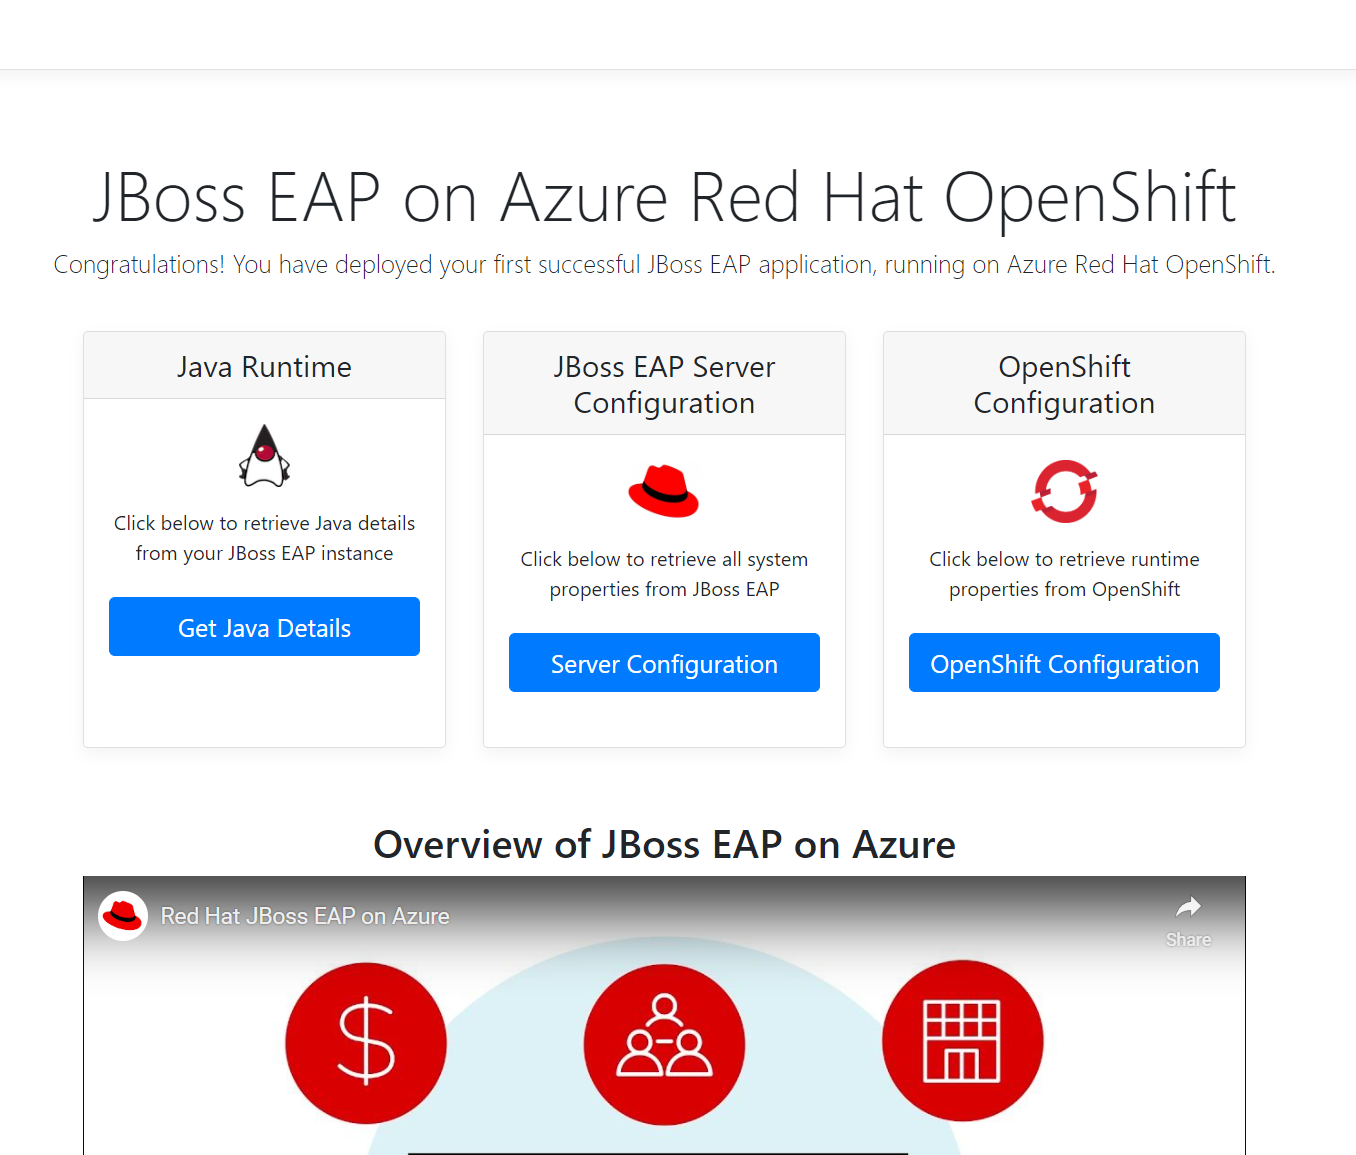 JBoss EAP on Azure Red Hat OpenShift
Congratulations! You have deployed your first successful JBoss EAP application, running on Azure Red Hat OpenShift.
Java Runtime
Click below to retrieve Java details
from your JBoss EAP instance
Get Java Details
JBoss EAP Server
Configuration
Click below to retrieve all system
properties from JBoss EAP
Server Configuration
OpenShift
Configuration
Click below to retrieve runtime
properties from OpenShift
OpenShift Configuration
Overview of JBoss EAP on Azure
Red Hat JBoss EAP on Azure
Share